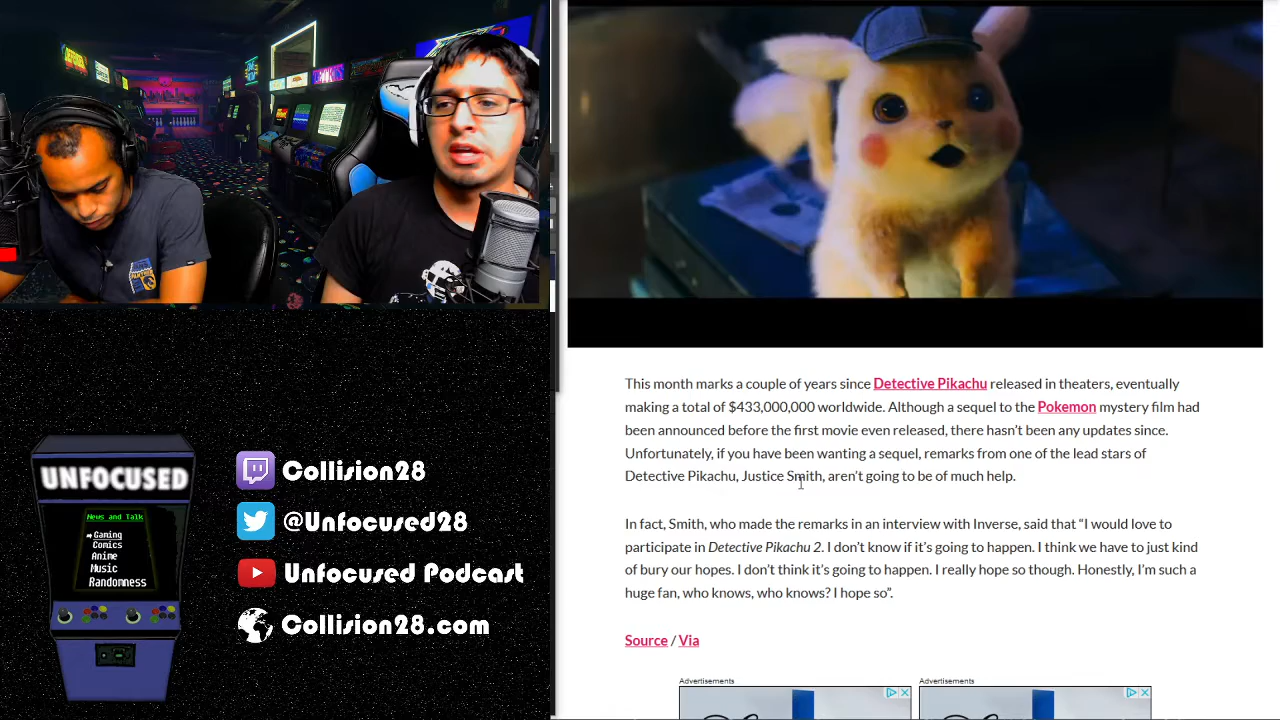 UNFOCUSED
News and Talk
Gaming
Comics
Anime
Music
Randomness
Collision28
@Unfocused28
Unfocused Podcast
Collision28.com
This month marks a couple of years since Detective Pikachu released in theaters, eventually
making a total of $433,000,000 worldwide. Although a sequel to the Pokemon mystery film had
been announced before the first movie even released, there hasn't been any updates since.
Unfortunately, if you have been wanting a sequel, remarks from one of the lead stars of
Detective Pikachu, Justice Smith, aren't going to be of much help.
In fact, Smith, who made the remarks in an interview with Inverse, said that “I would love to
participate in Detective Pikachu 2. I don't know if it's going to happen. I think we have to just kind
of bury our hopes. I don't think it's going to happen. I really hope so though. Honestly, I'm such a
huge fan, who knows, who knows? I hope so”.
Source / Via
Advertisements
Advertisements